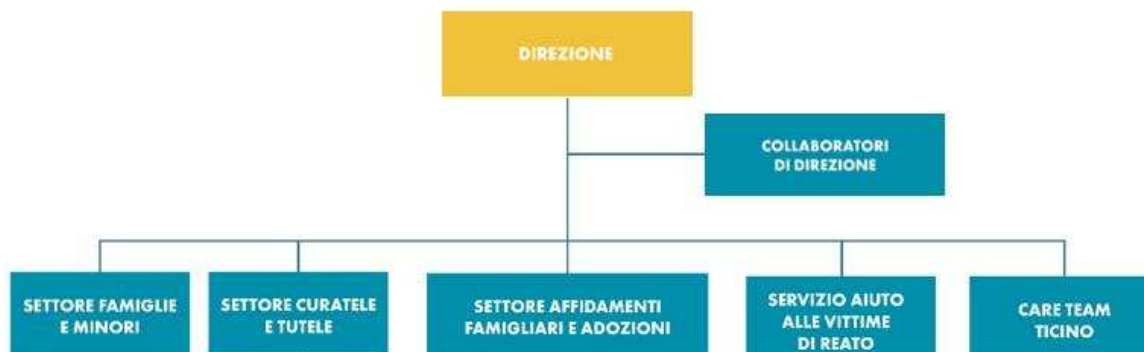 DIREZIONE
COLLABORATORI
DI DIREZIONE
SETTORE FAMIGLIE
E MINORI
SETTORE CURATELE
E TUTELE
SETTORE AFFIDAMENTI
FAMIGLIARI E ADOZIONI
SERVIZIO AIUTO
ALLE VITTIME
DI REATO
CARE TEAM
TICINO